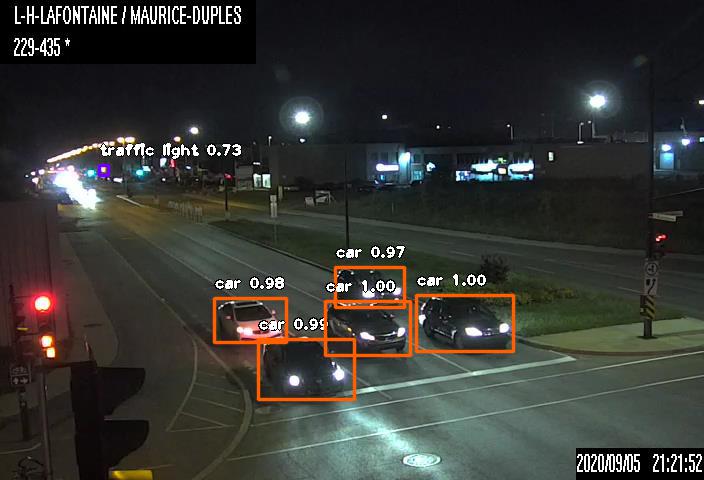 L-H-LAFONTAINE / MAURICE-DUPLES
229-435 *
traffic light 0.73
car 0.97
car 0.98
car 1.00
car 1.00
car 0.99
2020/09/05 21:21:52